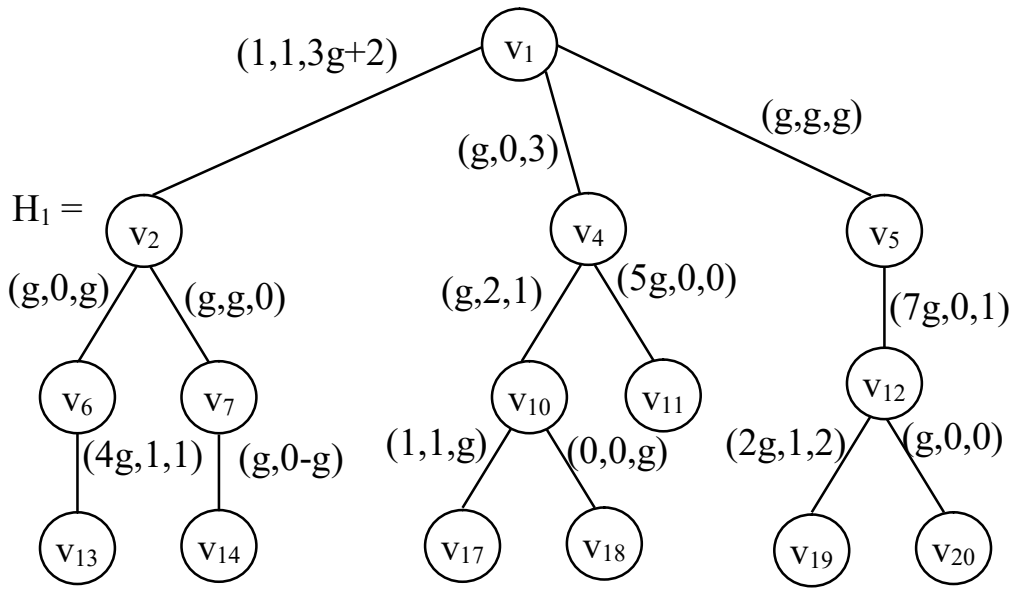 v₁
(1,1,3g+2)
(g,g,g)
(g,0,3)
H₁ =
v₂
v₄
v₅
(g,0,g)
(g,g,0)
(g,2,1)
(5g,0,0)
(7g,0,1)
v₆
v₇
v₁₀
v₁₁
v₁₂
(4g,1,1)
(g,0-g)
(1,1,g)
(0,0,g)
(2g,1,2)
(g,0,0)
v₁₃
v₁₄
v₁₇
v₁₈
v₁₉
v₂₀